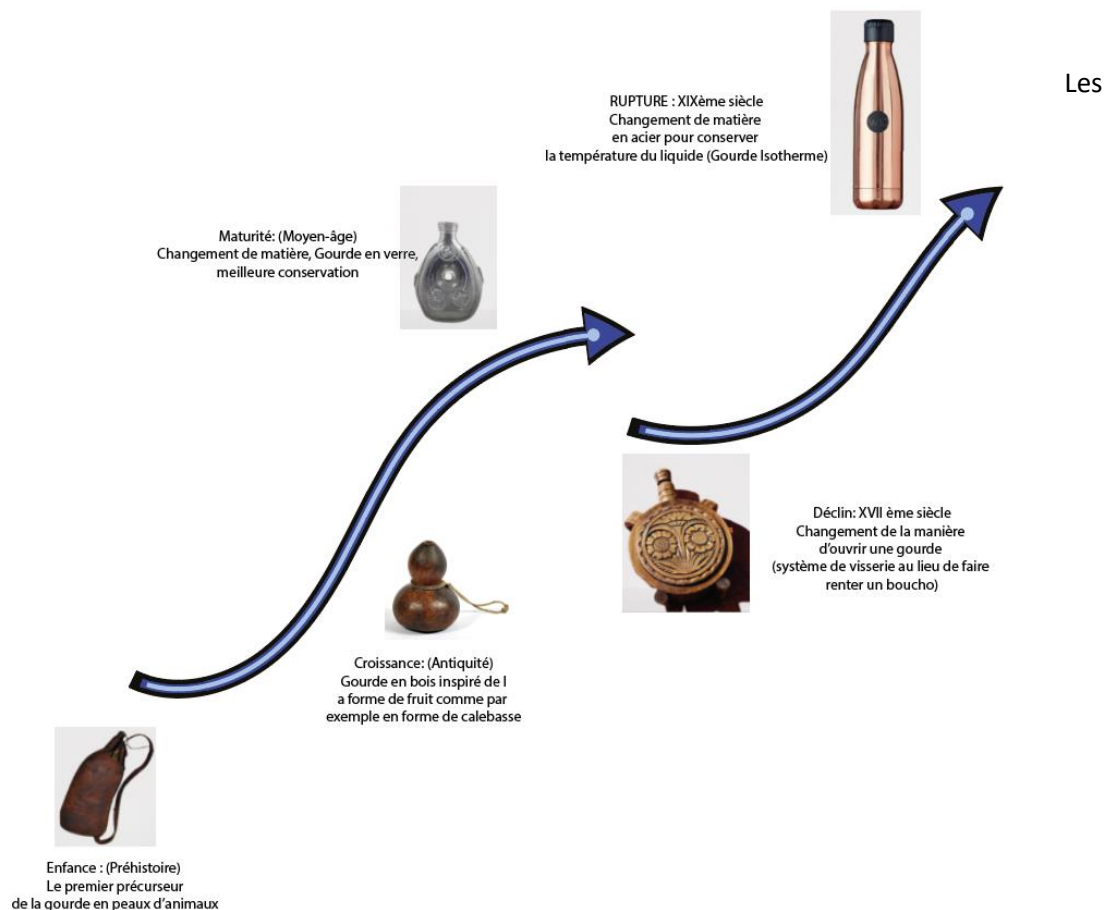 Les
RUPTURE : XIXème siècle
Changement de matière
en acier pour conserver
la température du liquide (Gourde Isotherme)
Maturité: (Moyen-âge)
Changement de matière, Gourde en verre,
meilleure conservation
Déclin: XVII ème siècle
Changement de la manière
d'ouvrir une gourde
(système de visserie au lieu de faire
renter un boucho)
Croissance: (Antiquité)
Gourde en bois inspiré de l
a forme de fruit comme par
exemple en forme de calebasse
Enfance : (Préhistoire)
Le premier précurseur
de la gourde en peaux d'animaux